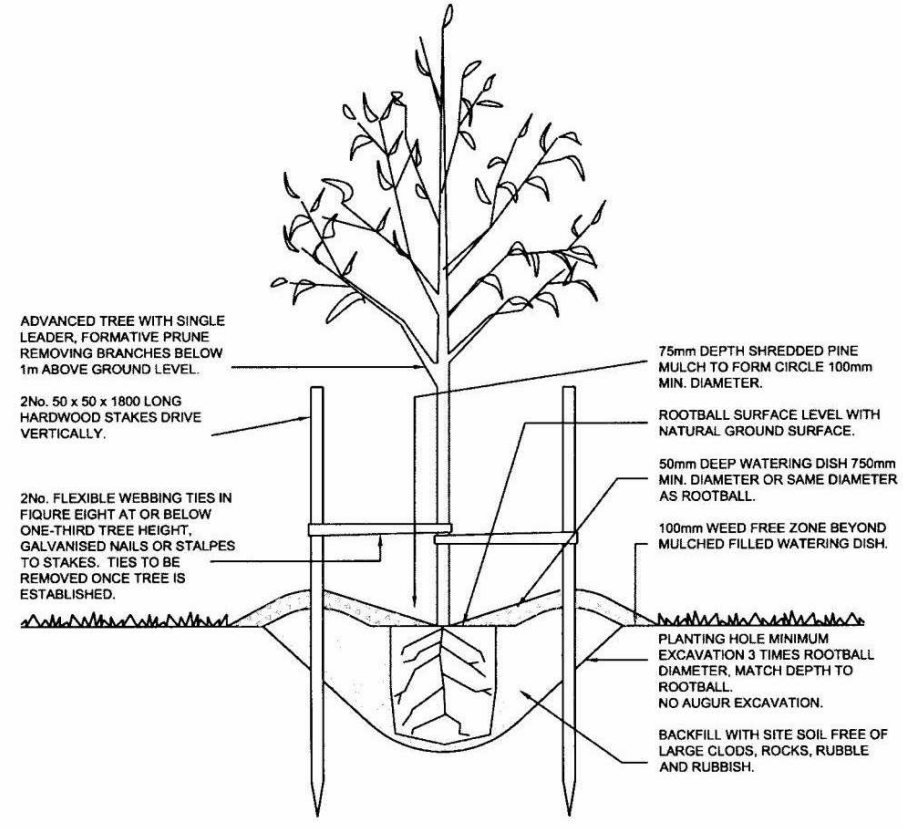 ADVANCED TREE WITH SINGLE
LEADER, FORMATIVE PRUNE
REMOVING BRANCHES BELOW
1m ABOVE GROUND LEVEL.
2No. 50 x 50 x 1800 LONG
HARDWOOD STAKES DRIVE
VERTICALLY.
2No. FLEXIBLE WEBBING TIES IN
FIQURE EIGHT AT OR BELOW
ONE-THIRD TREE HEIGHT,
GALVANISED NAILS OR STALPES
TO STAKES. TIES TO BE
REMOVED ONCE TREE IS
ESTABLISHED.
75mm DEPTH SHREDDED PINE
MULCH TO FORM CIRCLE 100mm
MIN. DIAMETER.
ROOTBALL SURFACE LEVEL WITH
NATURAL GROUND SURFACE.
50mm DEEP WATERING DISH 750mm
MIN. DIAMETER OR SAME DIAMETER
AS ROOTBALL.
100mm WEED FREE ZONE BEYOND
MULCHED FILLED WATERING DISH.
PLANTING HOLE MINIMUM
EXCAVATION 3 TIMES ROOTBALL
DIAMETER, MATCH DEPTH TO
ROOTBALL.
NO AUGUR EXCAVATION.
BACKFILL WITH SITE SOIL FREE OF
LARGE CLODS, ROCKS, RUBBLE
AND RUBBISH.